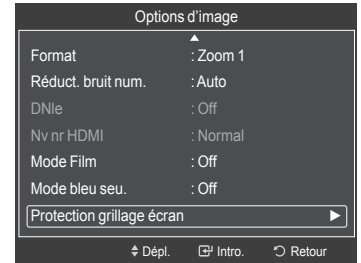 Options d'image
Format : Zoom 1
Réduct. bruit num. : Auto
DNIe : Off
Nv nr HDMI : Normal
Mode Film : Off
Mode bleu seu. : Off
Protection grillage écran
Dépl. Intro. Retour